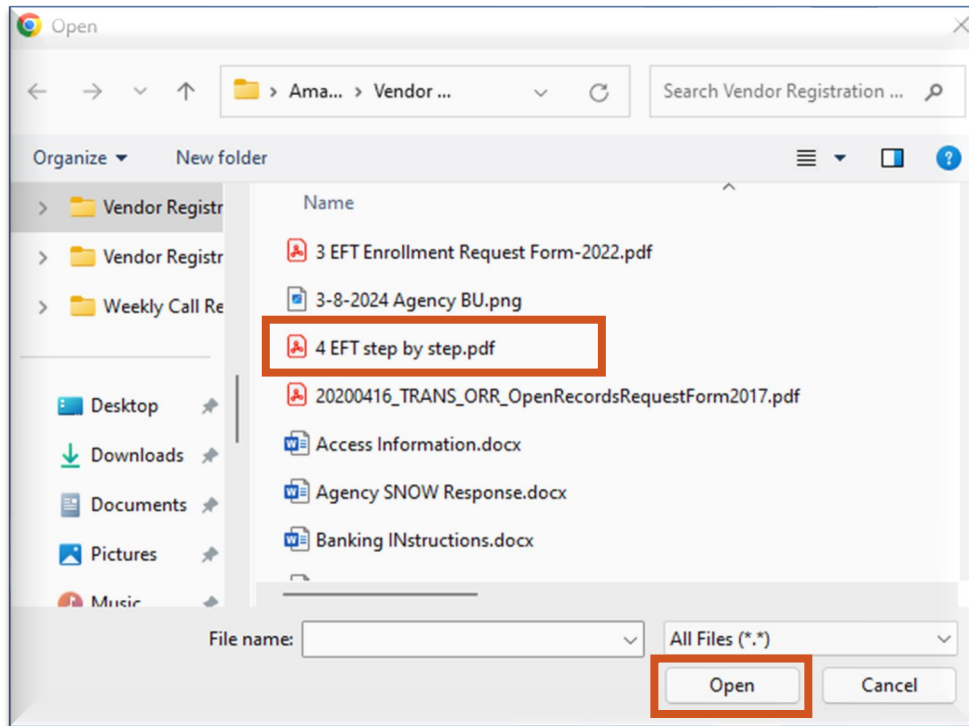 Open
Ama... > Vendor ...
Search Vendor Registration ...
Organize
New folder
Vendor Registr
Vendor Registr
Weekly Call Re
Desktop
Downloads
Documents
Pictures
Music
Name
3 EFT Enrollment Request Form-2022.pdf
3-8-2024 Agency BU.png
4 EFT step by step.pdf
20200416_TRANS_ORR_OpenRecordsRequestForm2017.pdf
Access Information.docx
Agency SNOW Response.docx
Banking INstructions.docx
File name:
All Files (*.*)
Open
Cancel